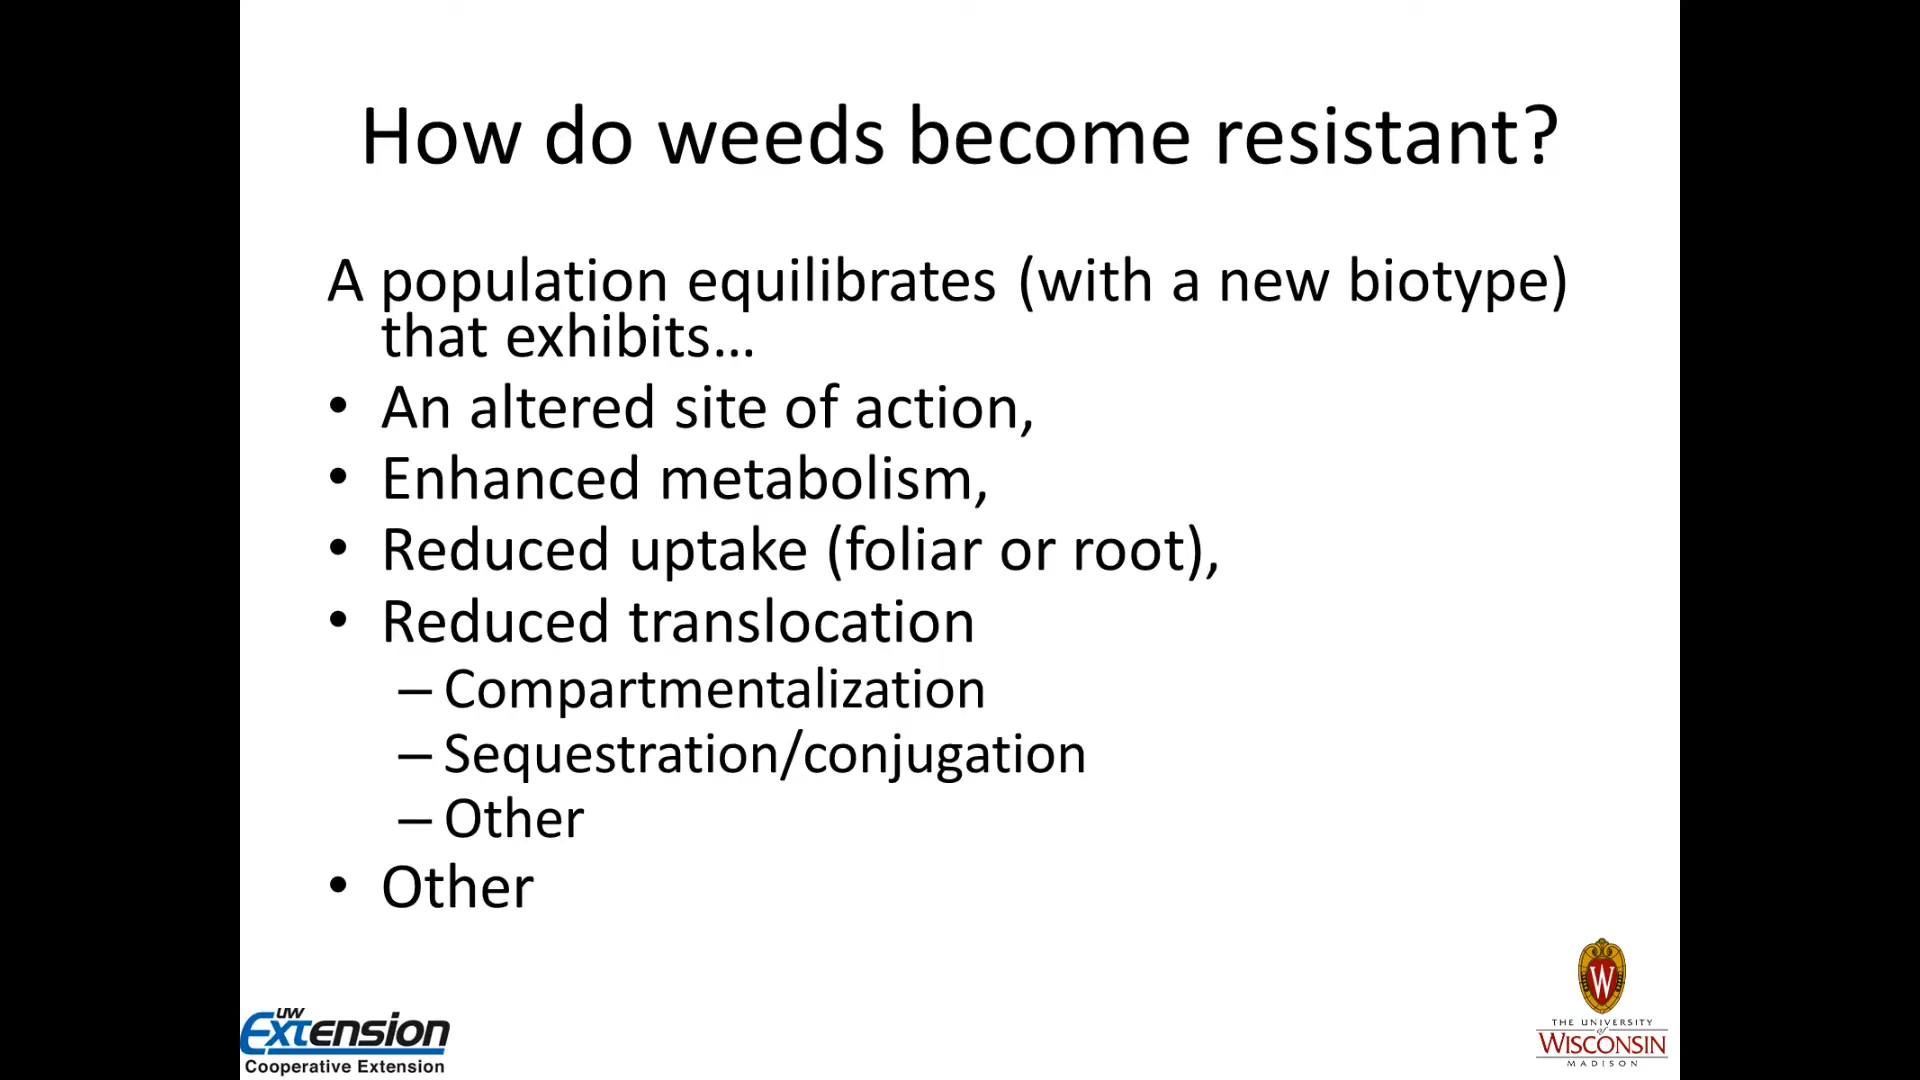 How do weeds become resistant?
A population equilibrates (with a new biotype)
that exhibits...
• An altered site of action,
• Enhanced metabolism,
• Reduced uptake (foliar or root),
• Reduced translocation
– Compartmentalization
– Sequestration/conjugation
– Other
• Other
UW
Extension
Cooperative Extension
W
THE UNIVERSITY
of
WISCONSIN
MADISON